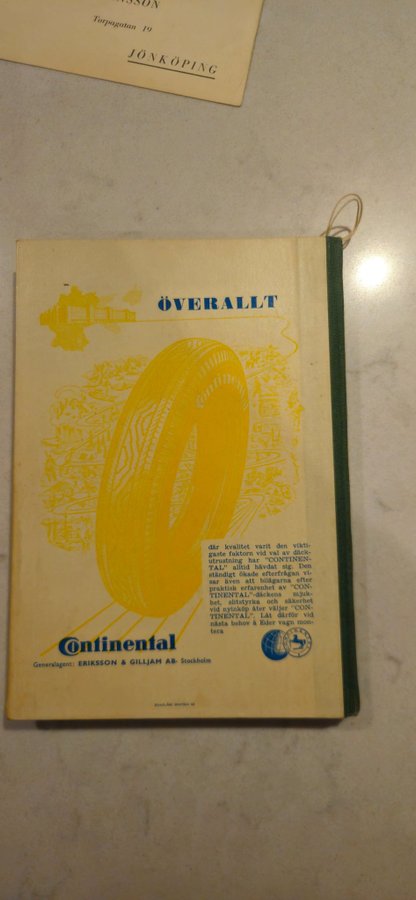 NSSON
Torpagatan 19
JÖNKÖPING
ÖVERALLT
Continental
där kvalitet varit den vikti-
gaste faktorn vid val av däck-
utrustning har "CONTINEN-
TAL" alltid hävdat sig. Den
ständigt ökade efterfrågan vi-
sar även att bilägarna efter
praktisk erfarenhet av "CON-
TINENTAL"-däckens mjuk-
het, slitstyrka och säkerhet
vid nyinköp åter väljer "CON-
TINENTAL". Låt därför vid
nästa behov å Eder vagn mon-
tera
Continental
Generalagent: ERIKSSON & GILLJAM AB· Stockholm